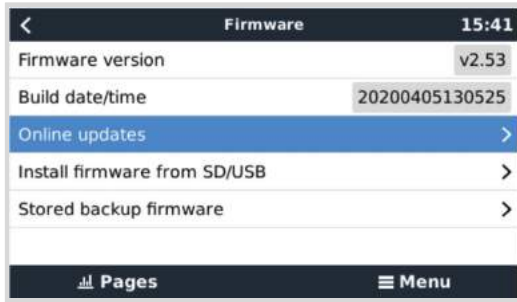 Firmware 15:41
Firmware version v2.53
Build date/time 20200405130525
Online updates
Install firmware from SD/USB
Stored backup firmware
Pages Menu